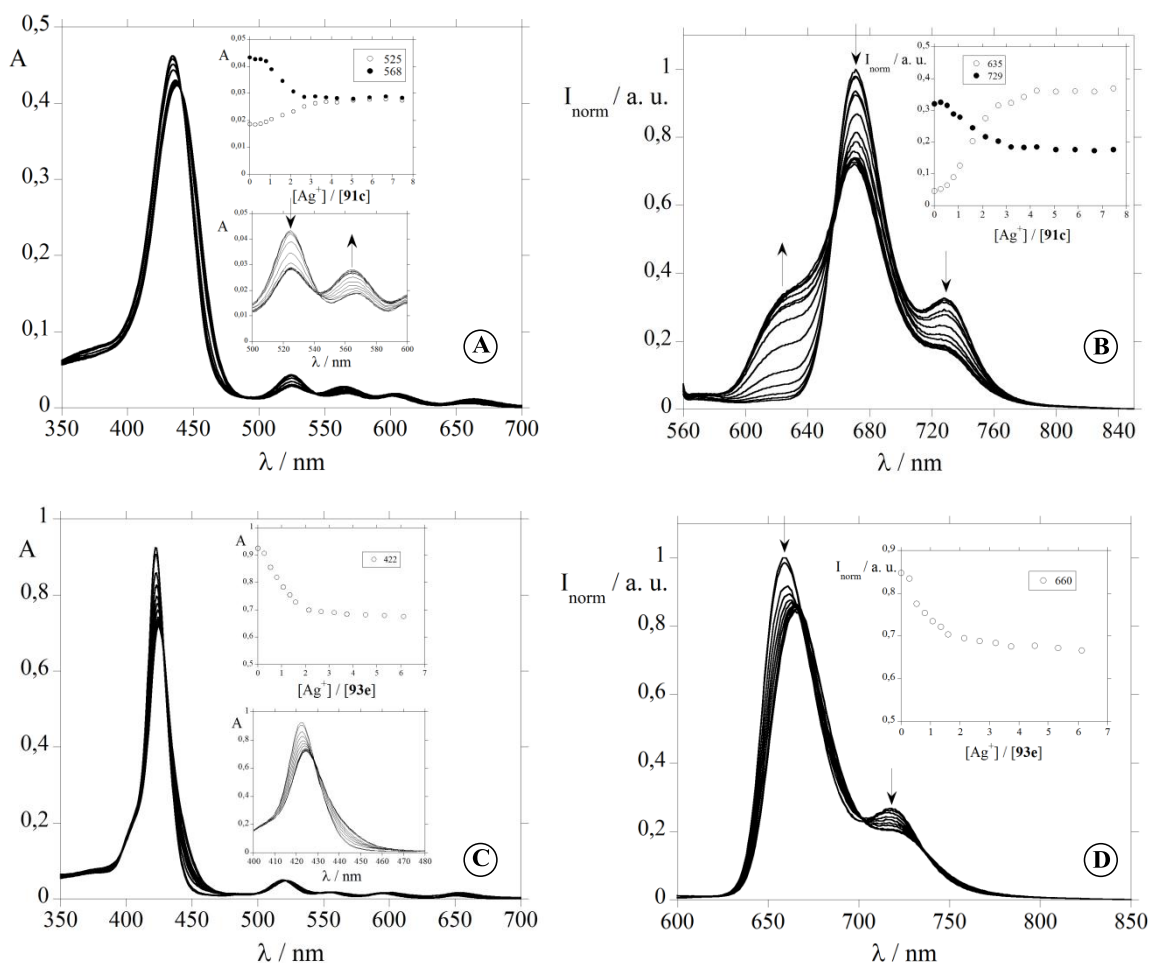 A
0,5
0,4
0,3
0,2
0,1
0
350 400 450 500 550 600 650 700
λ / nm
A
0,05
0,04
0,03
0,02
0,01
0
525
568
0 1 2 3 4 5 6 7 8
[Ag+] / [91c]
A
0,05
0,04
0,03
0,02
0,01
0
500 520 540 560 580 600
λ / nm
A
I norm / a. u.
1
0,8
0,6
0,4
0,2
0
560 600 640 680 720 760 800 840
λ / nm
I norm / a. u.
0,5
0,4
0,3
0,2
0,1
0
635
729
0 1 2 3 4 5 6 7 8
[Ag+] / [91c]
B
1
A
0,8
0,6
0,4
0,2
0
350 400 450 500 550 600 650 700
λ / nm
A
1
0,9
0,8
0,7
0,6
0,5
422
0 1 2 3 4 5 6 7
[Ag+] / [93e]
A
1
0,8
0,6
0,4
0,2
0
400 410 420 430 440 450 460 470 480
λ / nm
C
I norm / a. u.
1
0,8
0,6
0,4
0,2
0
600 650 700 750 800 850
λ / nm
I norm / a. u.
0,9
0,8
0,7
0,6
0,5
660
0 1 2 3 4 5 6 7
[Ag+] / [93e]
D